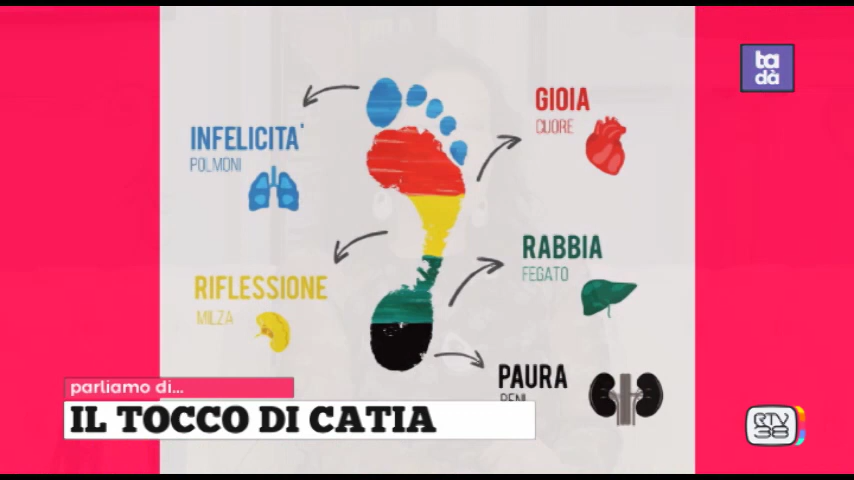 ta
dà
GIOIA
CUORE
INFELICITA'
POLMONI
RABBIA
FEGATO
RIFLESSIONE
MILZA
PAURA
RENI
parliamo di...
IL TOCCO DI CATIA
RTV
38